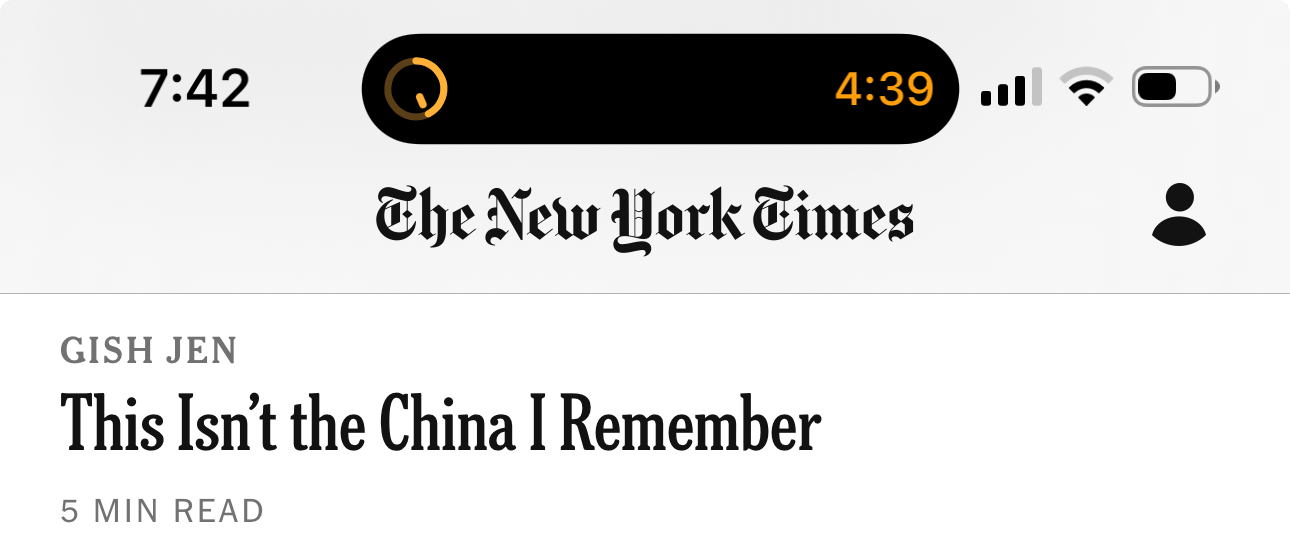 7:42
4:39
The New York Times
GISH JEN
This Isn’t the China I Remember
5 MIN READ